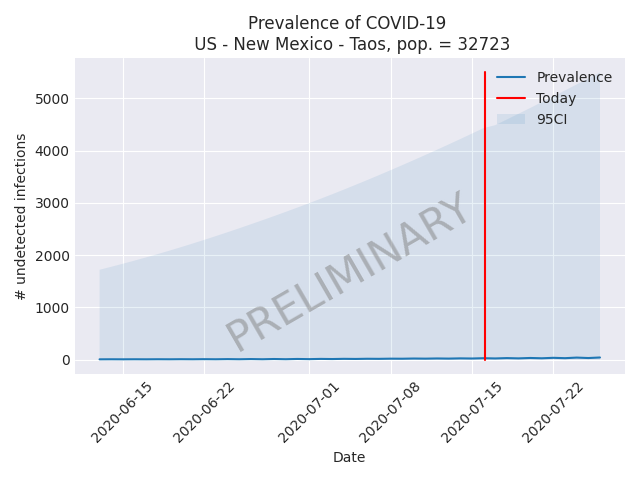 Prevalence of COVID-19
US - New Mexico - Taos, pop. = 32723
Prevalence
Today
95CI
5000
4000
3000
2000
1000
0
# undetected infections
PRELIMINARY
2020-06-15
2020-06-22
2020-07-01
2020-07-08
2020-07-15
2020-07-22
Date